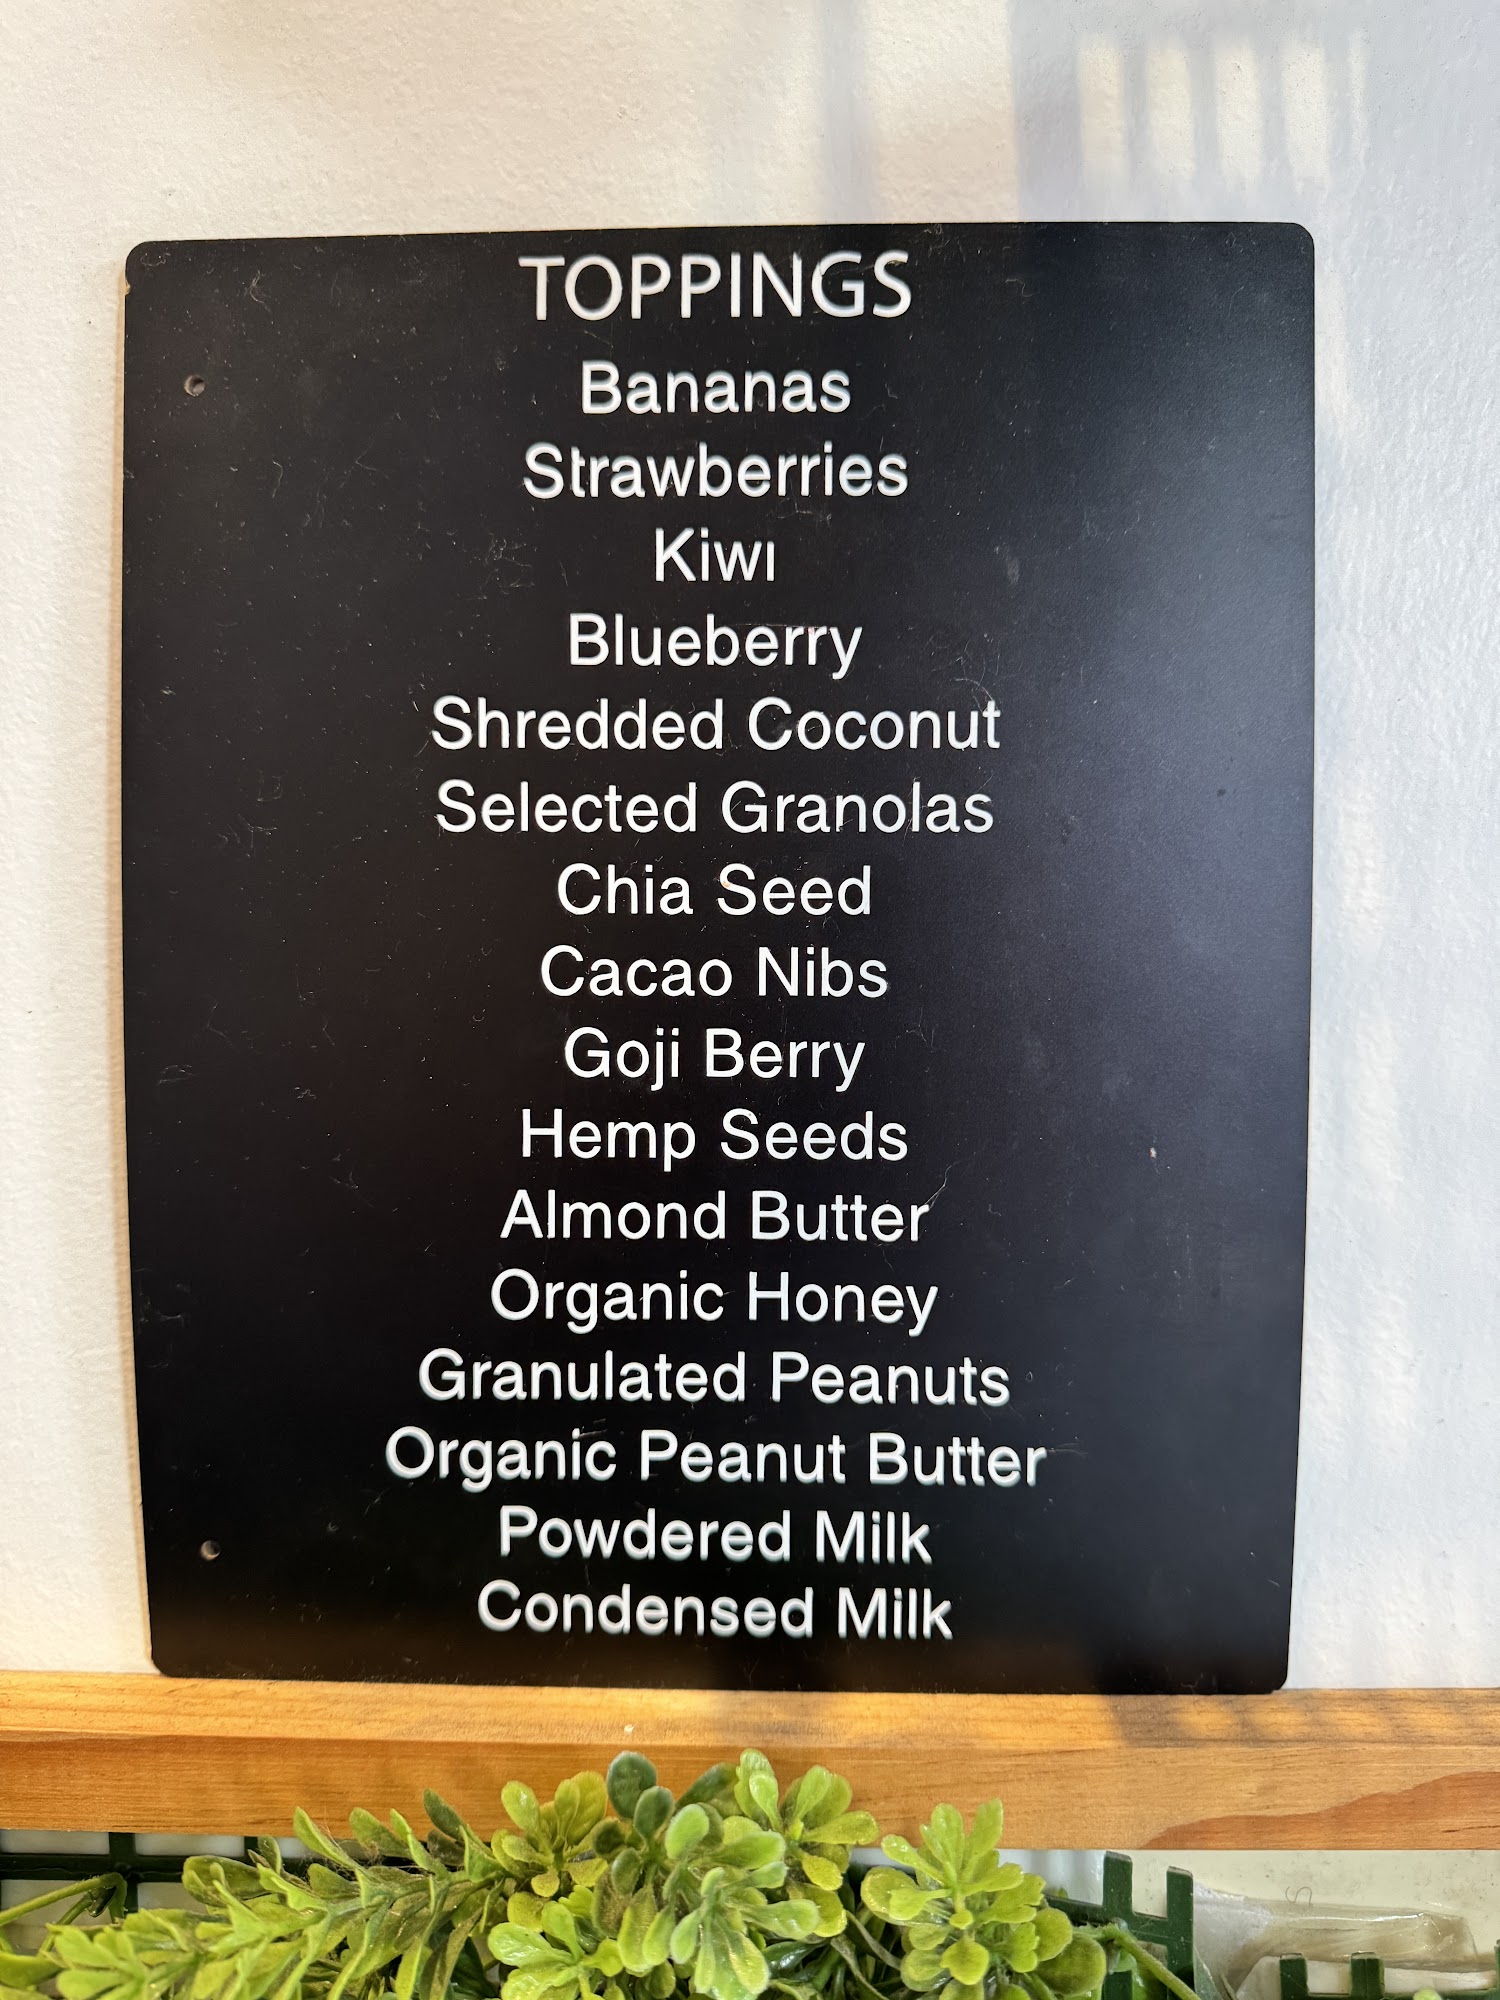 TOPPINGS
Bananas
Strawberries
Kiwi
Blueberry
Shredded Coconut
Selected Granolas
Chia Seed
Cacao Nibs
Goji Berry
Hemp Seeds
Almond Butter
Organic Honey
Granulated Peanuts
Organic Peanut Butter
Powdered Milk
Condensed Milk